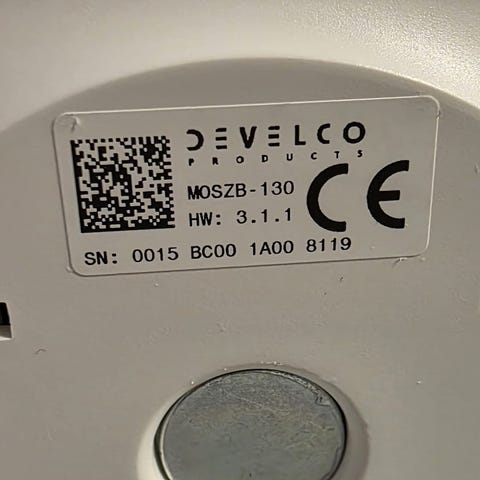 DEVELCO
PRODUCTS
MOSZB-130
HW: 3.1.1
CE
SN: 0015 BC00 1A00 8119